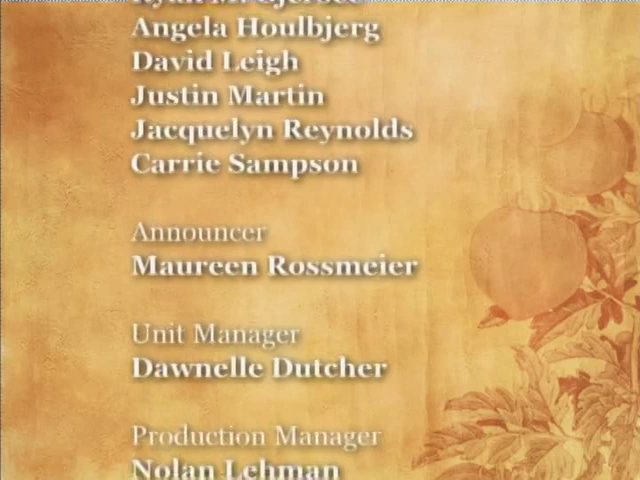 Angela Houlbjerg
David Leigh
Justin Martin
Jacquelyn Reynolds
Carrie Sampson
Announcer
Maureen Rossmeier
Unit Manager
Dawnelle Dutcher
Production Manager
Nolan Lehman